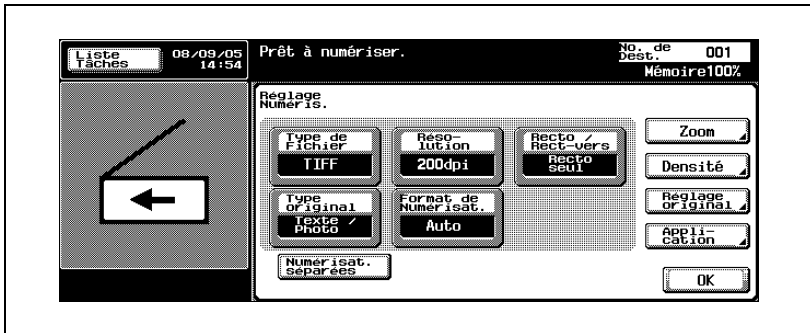 Liste
Tâches
08/09/05
14:54
Prêt à numériser.
No. de
Dest.
001
Mémoire100%
Réglage
Numéris.
Type de
Fichier
TIFF
Réso-
lution
200dpi
Recto /
Rect-vers
Recto
seul
Type
original
Texte /
Photo
Format de
Numérisat.
Auto
Numérisat.
séparées
Zoom
Densité
Réglage
original
Appli-
cation
OK